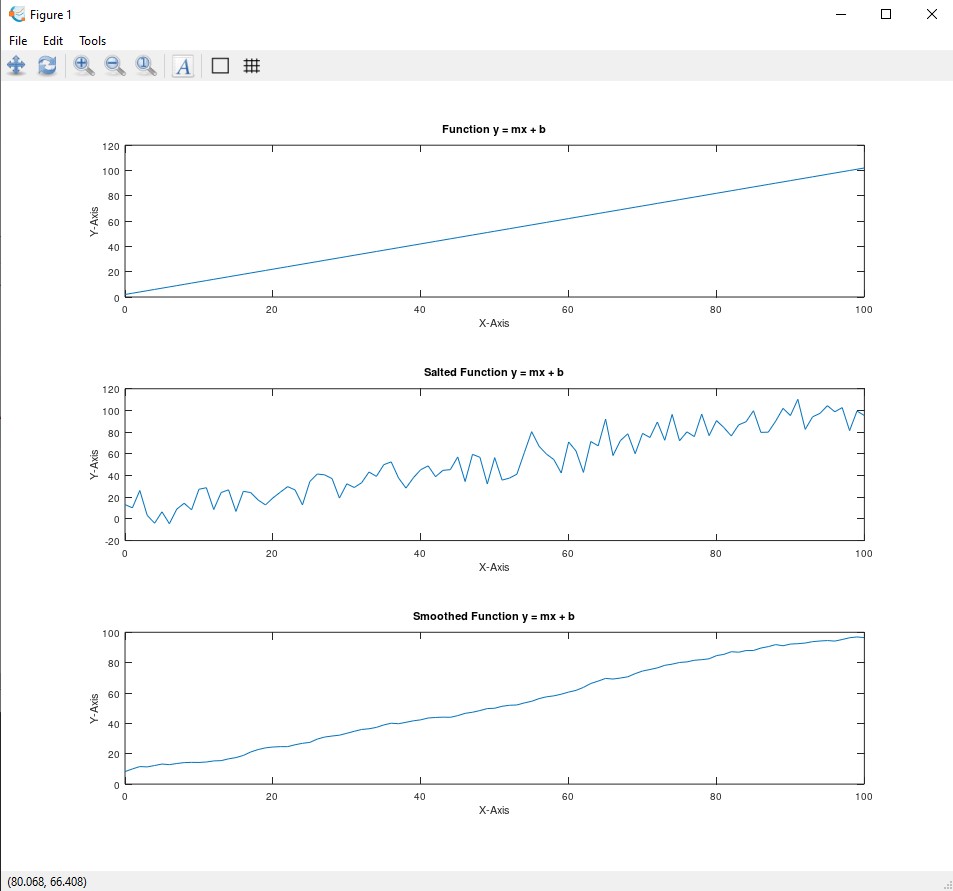 Figure 1
File Edit Tools
1 A
Function y = mx + b
120
100
80
60
40
20
0
Y-Axis
0 20 40 60 80 100
X-Axis
Salted Function y = mx + b
120
100
80
60
40
20
0
-20
Y-Axis
0 20 40 60 80 100
X-Axis
Smoothed Function y = mx + b
100
80
60
40
20
0
Y-Axis
0 20 40 60 80 100
X-Axis
(80.068, 66.408)